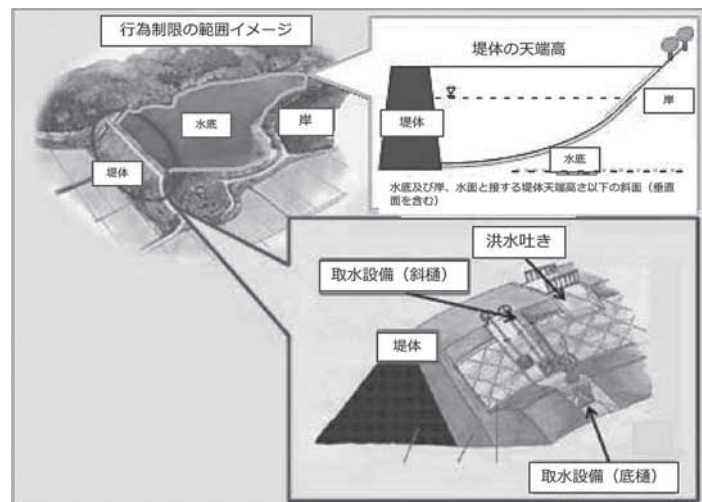 行為制限の範囲イメージ
堤体の天端高
水底
岸
堤体
堤体
岸
水底
水底及び岸、水面と接する堤体天端高さ以下の斜面（垂直
面を含む）
洪水吐き
取水設備（斜樋）
堤体
取水設備（底樋）